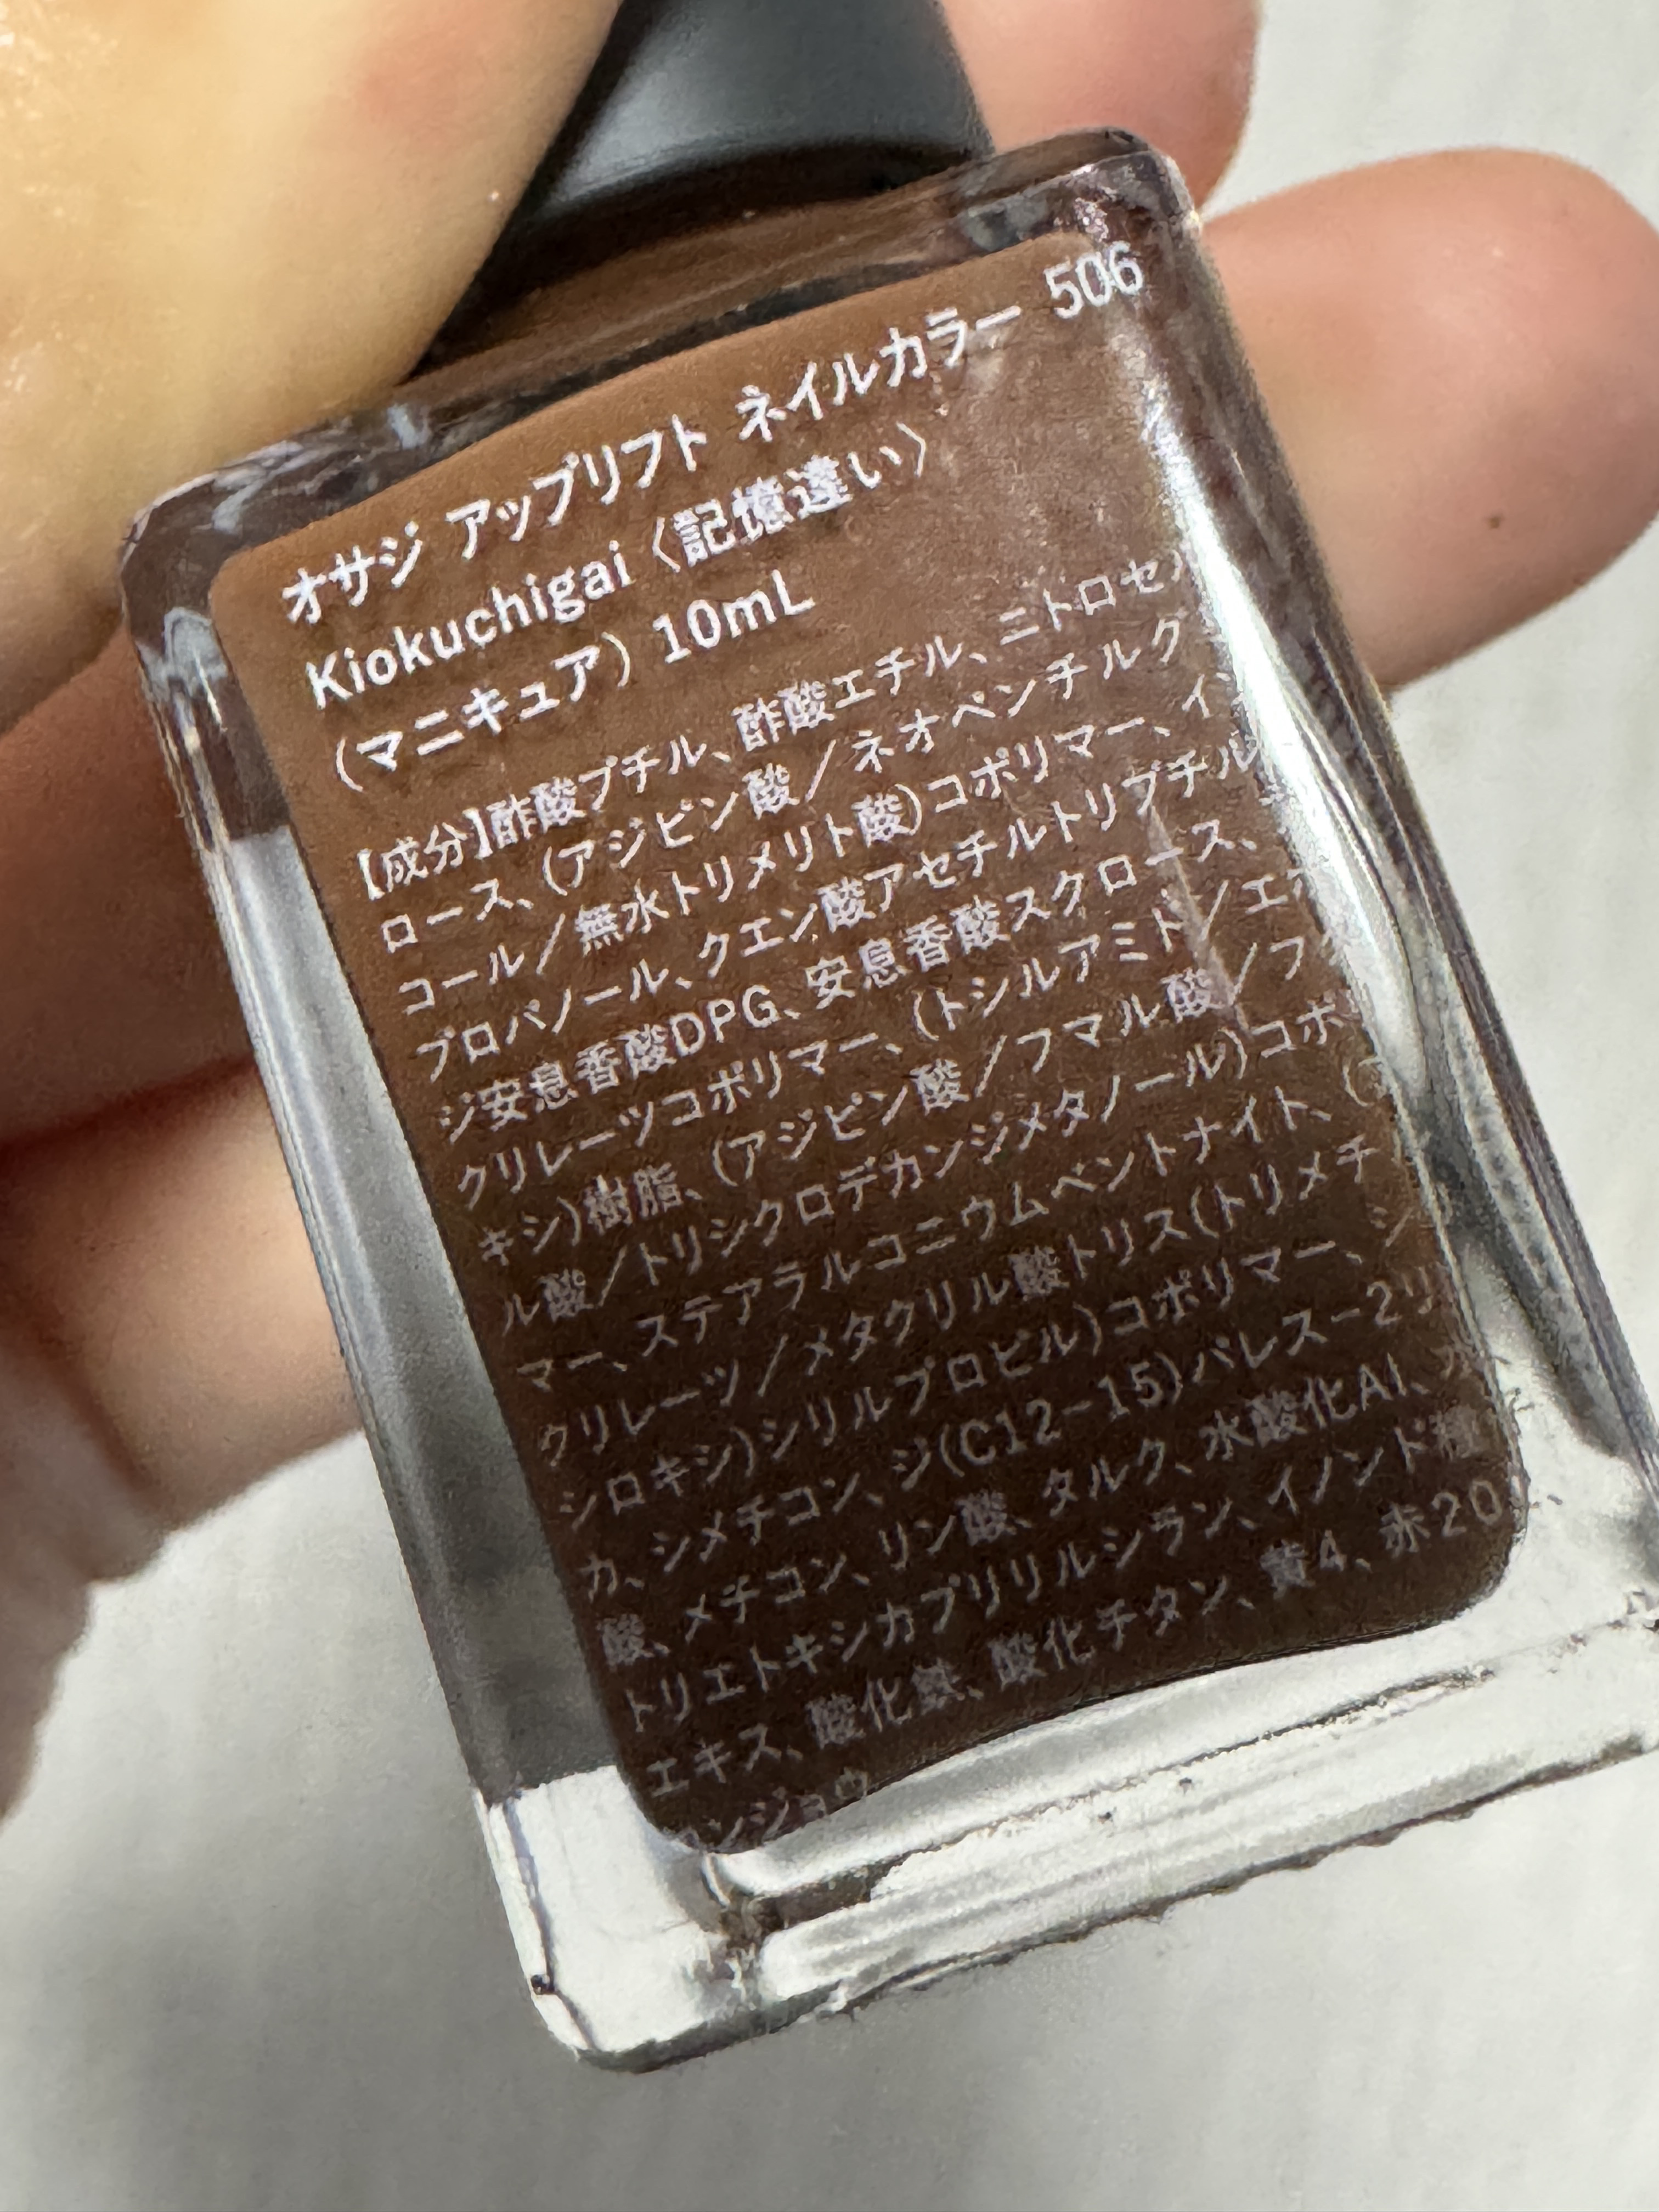 オサジ アップリフト ネイルカラー 506
Kiokuchigai〈記憶違い〉
(マニキュア) 10mL
【成分】酢酸ブチル、酢酸エチル、ニトロセ
ロース、(アジピン酸/ネオペンチルグ
コール/無水トリメリト酸)コポリマー、イソ
プロパノール、クエン酸アセチルトリブチル
ジ安息香酸DPG、安息香酸スクロース、
クリレーツコポリマー、(トシルアミド/エポ
キシ)樹脂、(アジピン酸/フマル酸/フタ
ル酸/トリシクロデカンジメタノール)コポ
マー、ステアラルコニウムベントナイト、(ア
クリレーツ/メタクリル酸トリス(トリメチ
シロキシ)シリルプロピル)コポリマー、シリ
カ、シメチコン、ジ(C12-15)パレス-2リ
酸、メチコン、リン酸、タルク、水酸化Al、
トリエトキシカプリリルシラン、イノンド種
エキス、酸化鉄、酸化チタン、黄4、赤20
ンジョウ